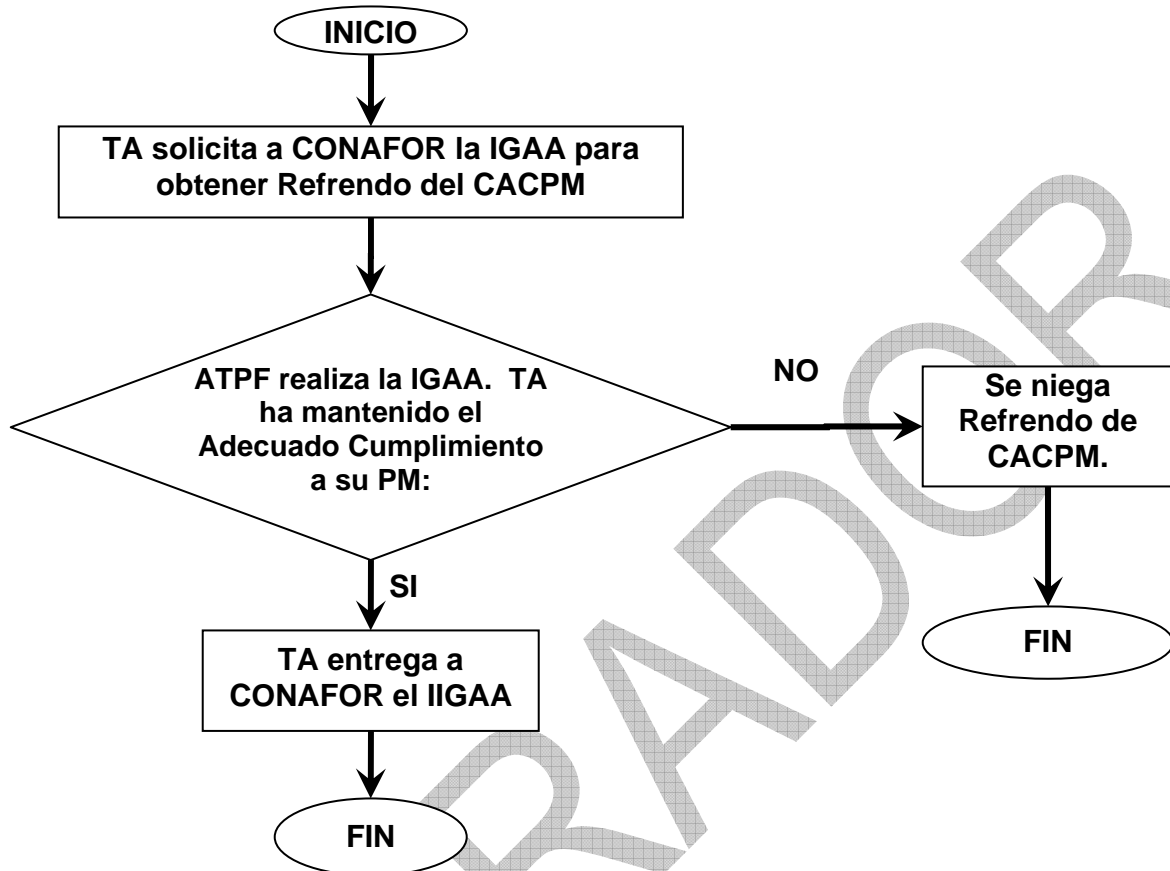 INICIO
TA solicita a CONAFOR la IGAA para
obtener Refrendo del CACPM
ATPF realiza la IGAA. TA
ha mantenido el
Adecuado Cumplimiento
a su PM:
NO
Se niega
Refrendo de
CACPM.
FIN
SI
TA entrega a
CONAFOR el IIGAA
FIN
RADOR